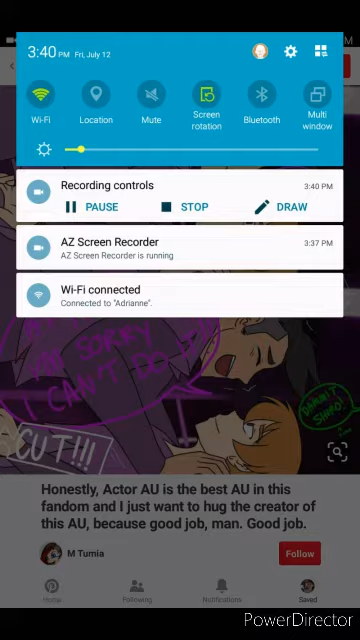 3:40 PM Fri, July 12
Wi-Fi
Location
Mute
Screen
rotation
Bluetooth
Multi
window
Recording controls
3:40 PM
PAUSE
STOP
DRAW
AZ Screen Recorder
3:37 PM
AZ Screen Recorder is running
Wi-Fi connected
Connected to "Adrianne".
I'M SORRY
I CAN'T DO IT!!
DAMMIT
SHIRO!
CUT!!!
Honestly, Actor AU is the best AU in this
fandom and I just want to hug the creator of
this AU, because good job, man. Good job.
M Tumia
Follow
Home
Following
Notifications
Saved
PowerDirector